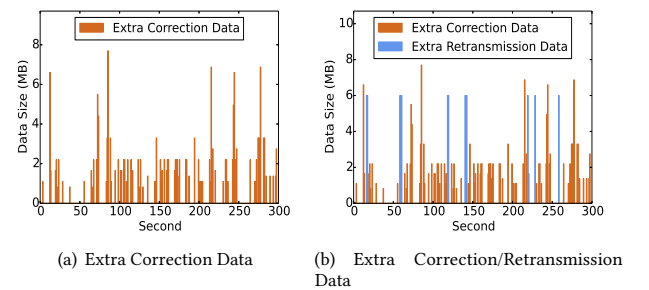 Extra Correction Data
8
6
4
2
0
Data Size (MB)
0 50 100 150 200 250 300
Second
(a) Extra Correction Data
Extra Correction Data
Extra Retransmission Data
10
8
6
4
2
0
Data Size (MB)
0 50 100 150 200 250 300
Second
(b) Extra Correction/Retransmission
Data